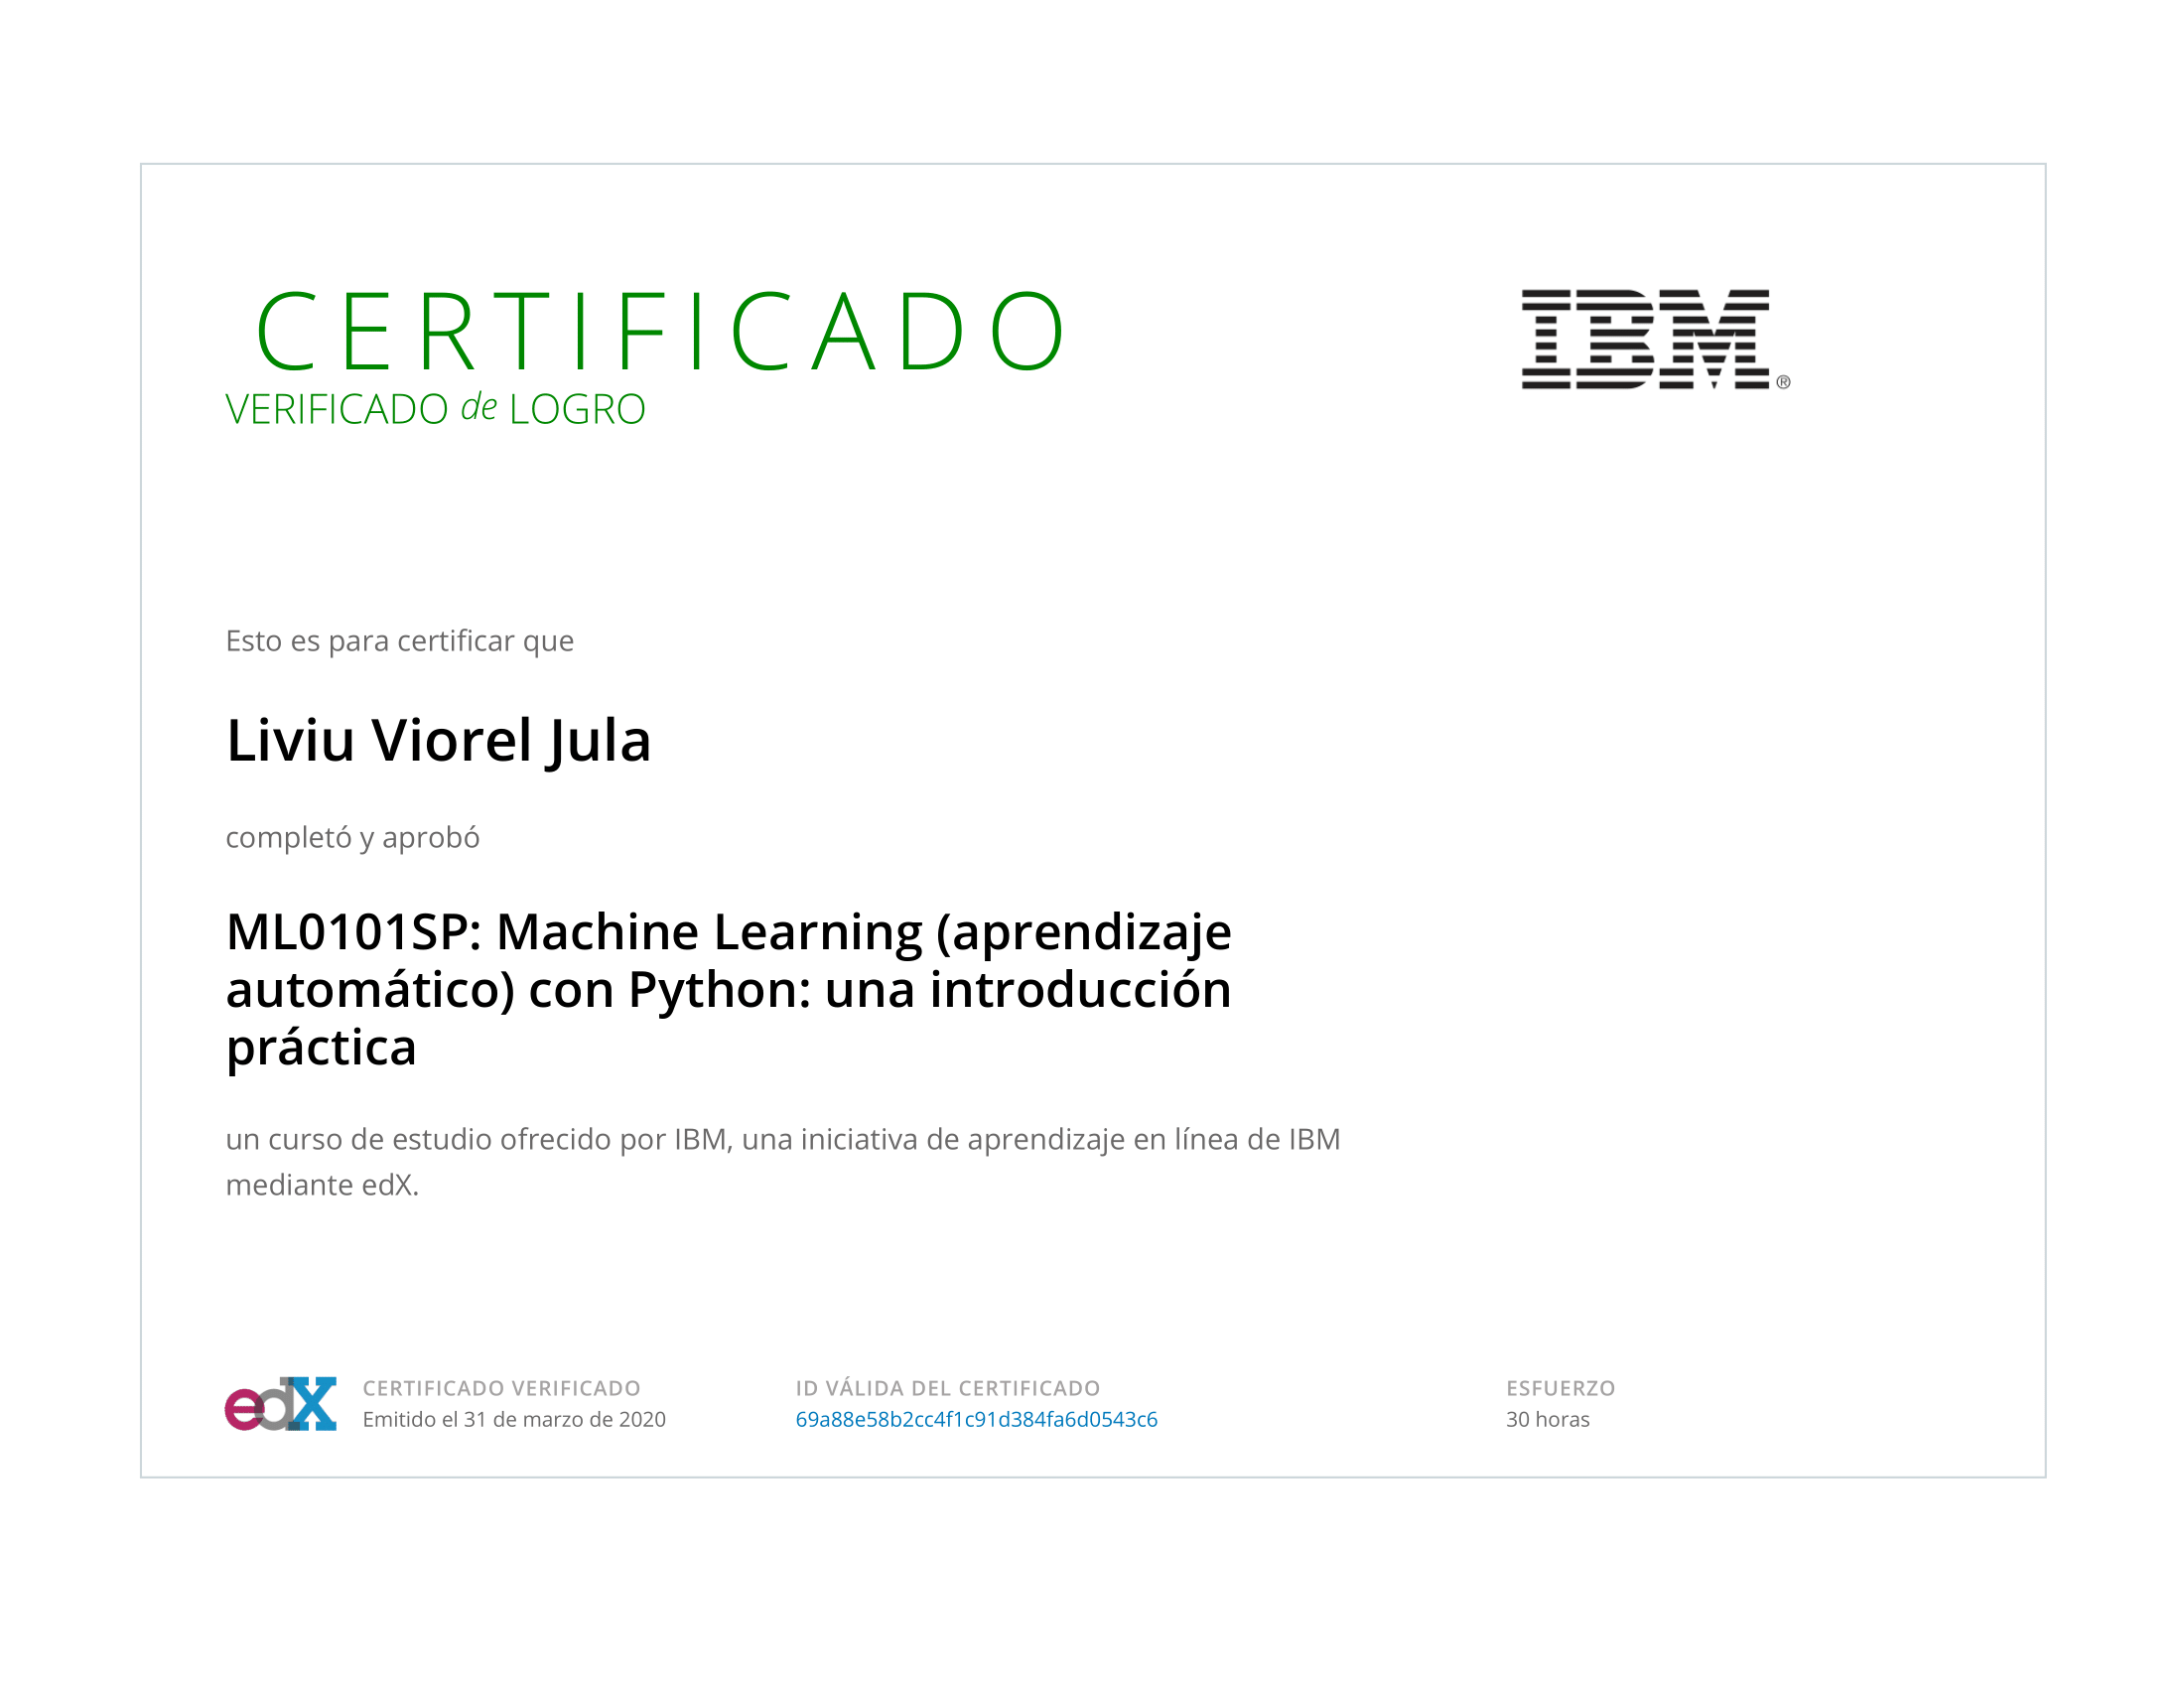 CERTIFICADO
VERIFICADO de LOGRO
IBM®
Esto es para certificar que
Liviu Viorel Jula
completó y aprobó
ML0101SP: Machine Learning (aprendizaje
automático) con Python: una introducción
práctica
un curso de estudio ofrecido por IBM, una iniciativa de aprendizaje en línea de IBM
mediante edX.
edX
CERTIFICADO VERIFICADO
Emitido el 31 de marzo de 2020
ID VÁLIDA DEL CERTIFICADO
69a88e58b2cc4f1c91d384fa6d0543c6
ESFUERZO
30 horas